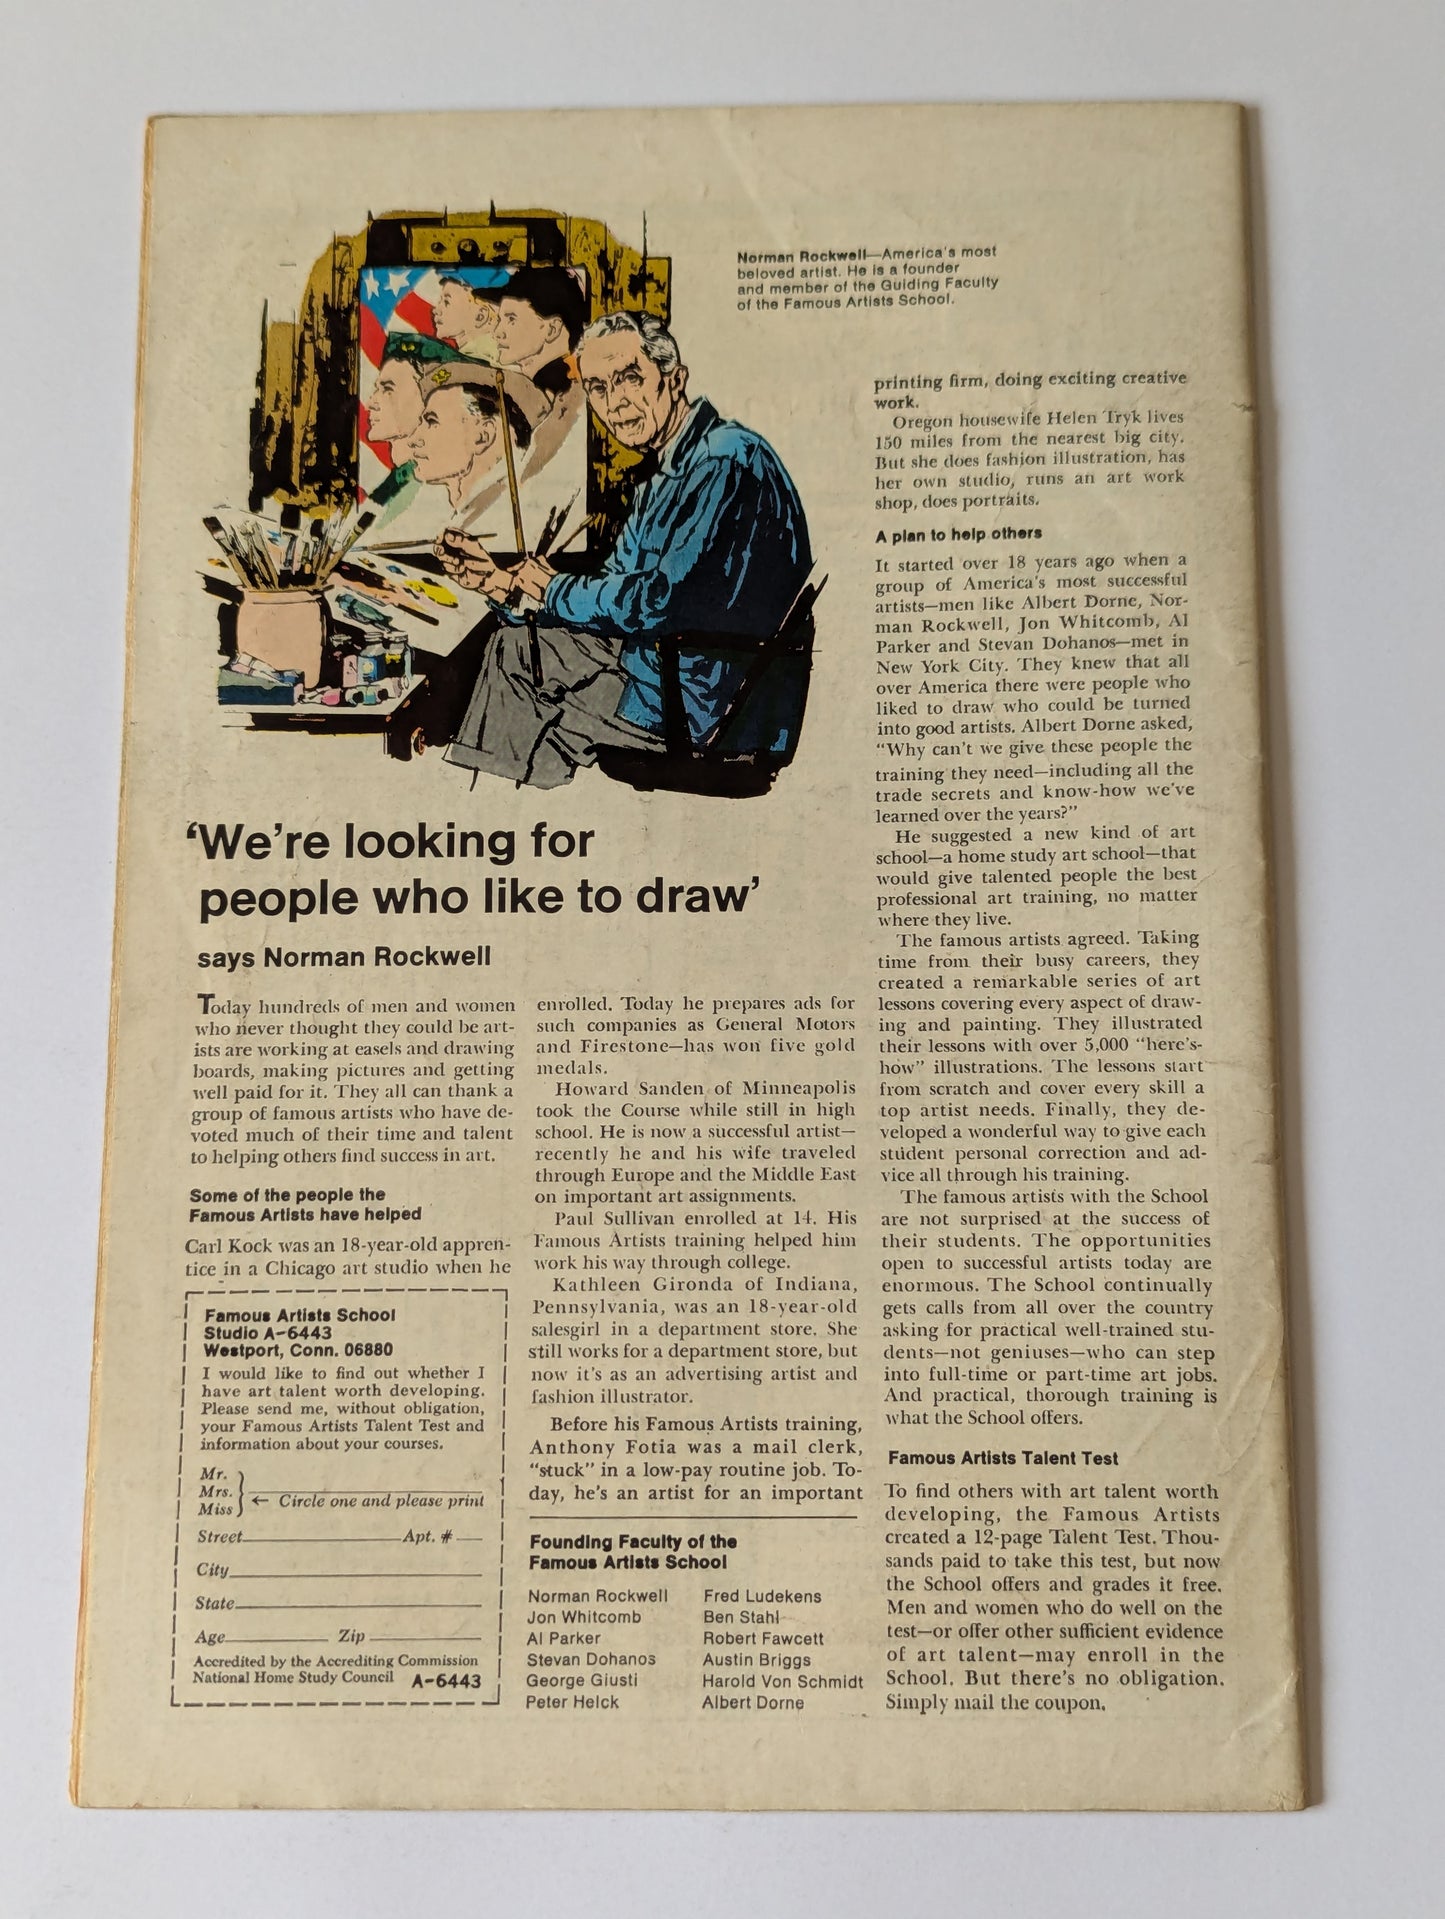 Norman Rockwell—America's most
beloved artist. He is a founder
and member of the Guiding Faculty
of the Famous Artists School.
‘We’re looking for
people who like to draw’
says Norman Rockwell
Today hundreds of men and women
who never thought they could be art-
ists are working at easels and drawing
boards, making pictures and getting
well paid for it. They all can thank a
group of famous artists who have de-
voted much of their time and talent
to helping others find success in art.
Some of the people the
Famous Artists have helped
Carl Kock was an 18-year-old appren-
tice in a Chicago art studio when he
enrolled. Today he prepares ads for
such companies as General Motors
and Firestone—has won five gold
medals.
Howard Sanden of Minneapolis
took the Course while still in high
school. He is now a successful artist—
recently he and his wife traveled
through Europe and the Middle East
on important art assignments.
Paul Sullivan enrolled at 14. His
Famous Artists training helped him
work his way through college.
Kathleen Gironda of Indiana,
Pennsylvania, was an 18-year-old
salesgirl in a department store. She
still works for a department store, but
now it's as an advertising artist and
fashion illustrator.
Before his Famous Artists training,
Anthony Fotia was a mail clerk,
“stuck” in a low-pay routine job. To-
day, he's an artist for an important
printing firm, doing exciting creative
work.
Oregon housewife Helen Tryk lives
150 miles from the nearest big city.
But she does fashion illustration, has
her own studio, runs an art work
shop, does portraits.
A plan to help others
It started over 18 years ago when a
group of America's most successful
artists—men like Albert Dorne, Nor-
man Rockwell, Jon Whitcomb, Al
Parker and Stevan Dohanos—met in
New York City. They knew that all
over America there were people who
liked to draw who could be turned
into good artists. Albert Dorne asked,
“Why can't we give these people the
training they need—including all the
trade secrets and know-how we've
learned over the years?”
He suggested a new kind of art
school—a home study art school—that
would give talented people the best
professional art training, no matter
where they live.
The famous artists agreed. Taking
time from their busy careers, they
created a remarkable series of art
lessons covering every aspect of draw-
ing and painting. They illustrated
their lessons with over 5,000 “here's-
how” illustrations. The lessons start
from scratch and cover every skill a
top artist needs. Finally, they de-
veloped a wonderful way to give each
student personal correction and ad-
vice all through his training.
The famous artists with the School
are not surprised at the success of
their students. The opportunities
open to successful artists today are
enormous. The School continually
gets calls from all over the country
asking for practical well-trained stu-
dents—not geniuses—who can step
into full-time or part-time art jobs.
And practical, thorough training is
what the School offers.
Famous Artists Talent Test
To find others with art talent worth
developing, the Famous Artists
created a 12-page Talent Test. Thou-
sands paid to take this test, but now
the School offers and grades it free.
Men and women who do well on the
test—or offer other sufficient evidence
of art talent—may enroll in the
School. But there's no obligation.
Simply mail the coupon.
Famous Artists School
Studio A-6443
Westport, Conn. 06880
I would like to find out whether I
have art talent worth developing.
Please send me, without obligation,
your Famous Artists Talent Test and
information about your courses.
Mr.
Mrs.
Miss
← Circle one and please print
Street Apt. #
City
State
Age Zip
Accredited by the Accrediting Commission
National Home Study Council A-6443
Founding Faculty of the
Famous Artists School
Norman Rockwell
Jon Whitcomb
Al Parker
Stevan Dohanos
George Giusti
Peter Helck
Fred Ludekens
Ben Stahl
Robert Fawcett
Austin Briggs
Harold Von Schmidt
Albert Dorne